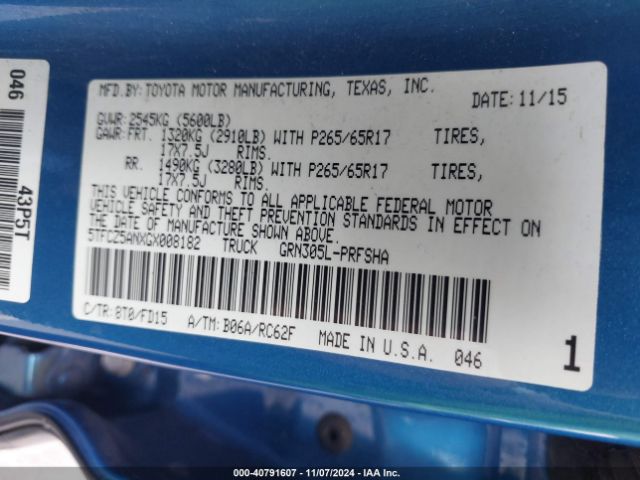 046
43P5T
MFD.BY:TOYOTA MOTOR MANUFACTURING, TEXAS, INC.
DATE:11/15
GVWR:2545KG (5600LB)
GAWR:FRT. 1320KG (2910LB) WITH P265/65R17 TIRES,
17X7.5J RIMS.
RR. 1490KG (3280LB) WITH P265/65R17 TIRES,
17X7.5J RIMS.
THIS VEHICLE CONFORMS TO ALL APPLICABLE FEDERAL MOTOR
VEHICLE SAFETY AND THEFT PREVENTION STANDARDS IN EFFECT ON
THE DATE OF MANUFACTURE SHOWN ABOVE.
5TFCZ5ANXGX008182 TRUCK GRN305L-PRFSHA
C/TR:8T0/FD15 A/TM:B06A/RC62F MADE IN U.S.A. 046
1
000-40791607 - 11/07/2024 - IAA Inc.